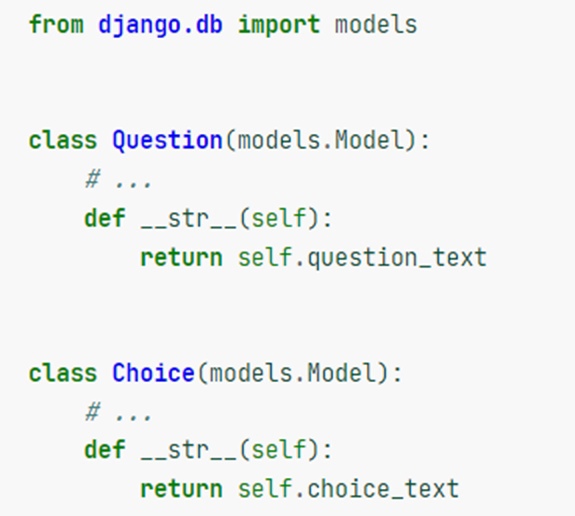 from django.db import models
class Question(models.Model):
    # ...
    def __str__(self):
        return self.question_text
class Choice(models.Model):
    # ...
    def __str__(self):
        return self.choice_text